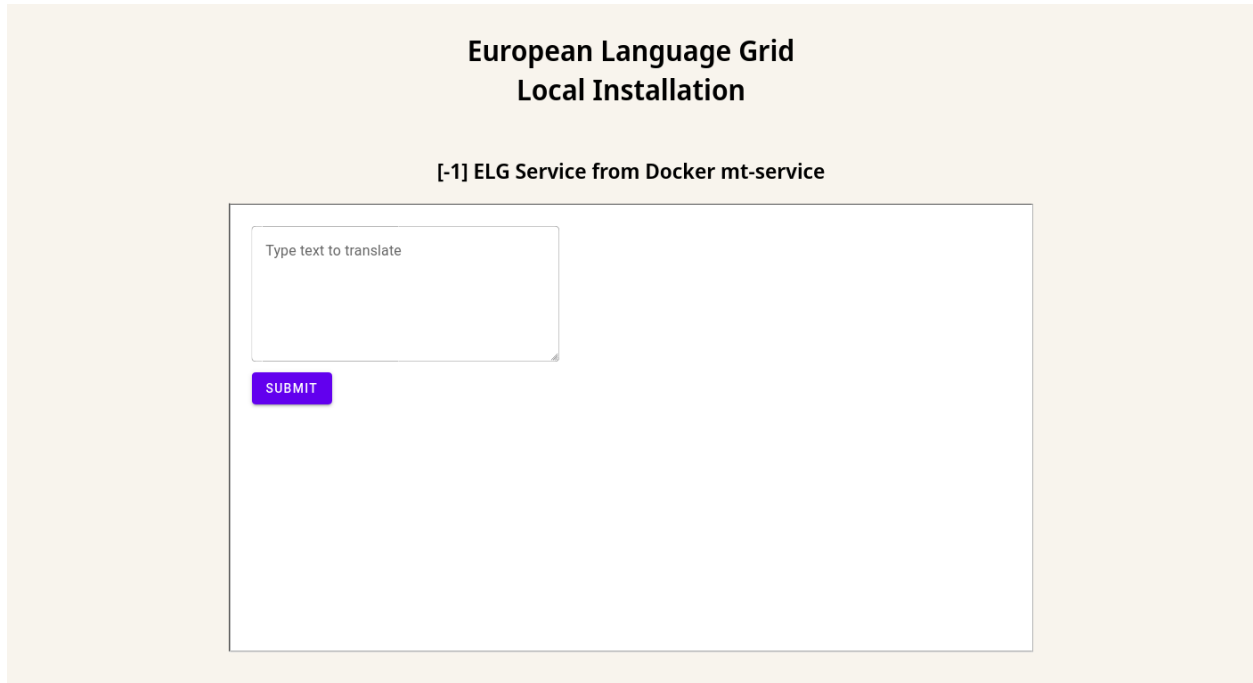 European Language Grid
Local Installation
[-1] ELG Service from Docker mt-service
Type text to translate
SUBMIT